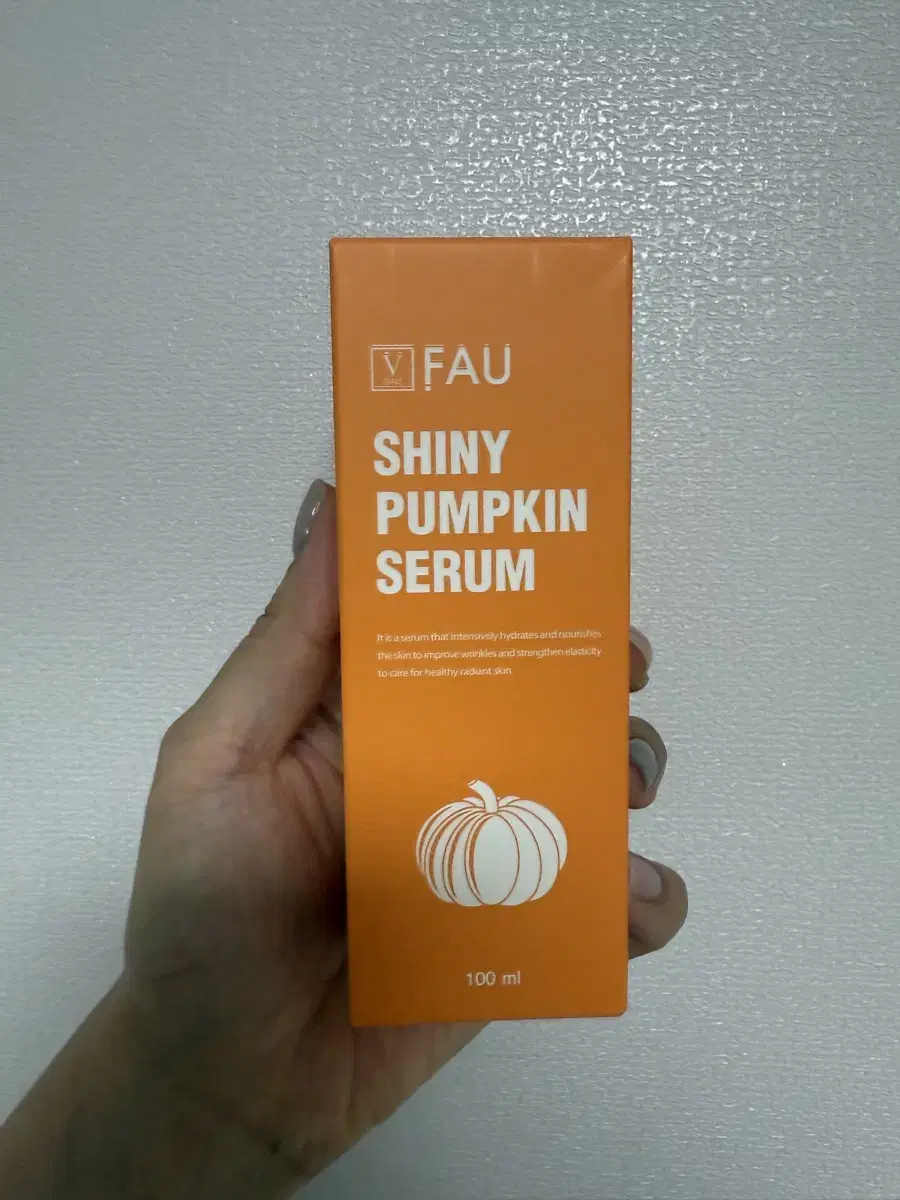 V FAU
SHINY
PUMPKIN
SERUM
It is a serum that intensively hydrates and nourishes
the skin to improve wrinkles and strengthen elasticity
to care for healthy radiant skin.
100 ml